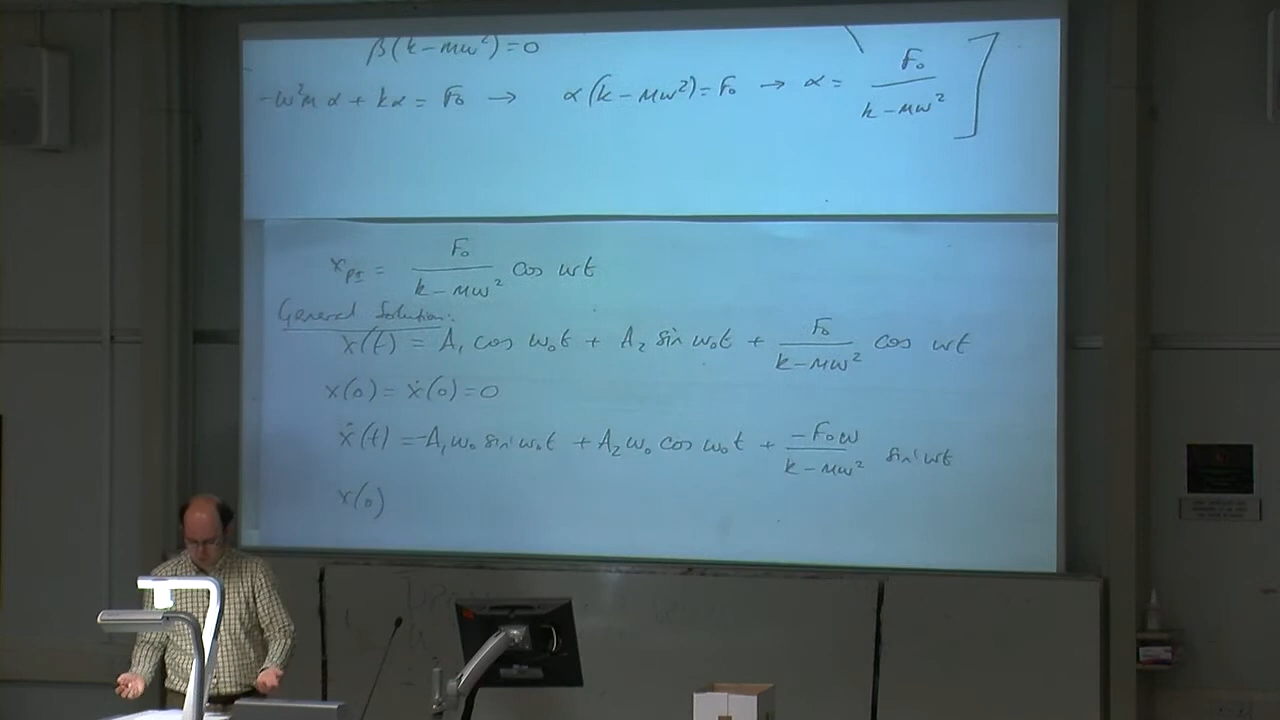 β(k-mω²)=0
-ω²m α + kα = F₀ → α(k-mω²)=F₀ → α = F₀/(k-mω²) ]
x_PI = F₀/(k-mω²) cos ωt
General Solution:
x(t) = A₁ cos ω₀t + A₂ sin ω₀t + F₀/(k-mω²) cos ωt
x(0) = ẋ(0) = 0
ẋ(t) = -A₁ω₀ sin ω₀t + A₂ω₀ cos ω₀t + -F₀ω/(k-mω²) sin ωt
x(0)